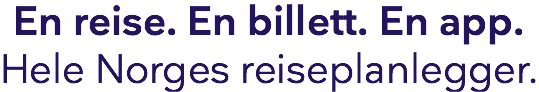 En reise. En billett. En app.
Hele Norges reiseplanlegger.